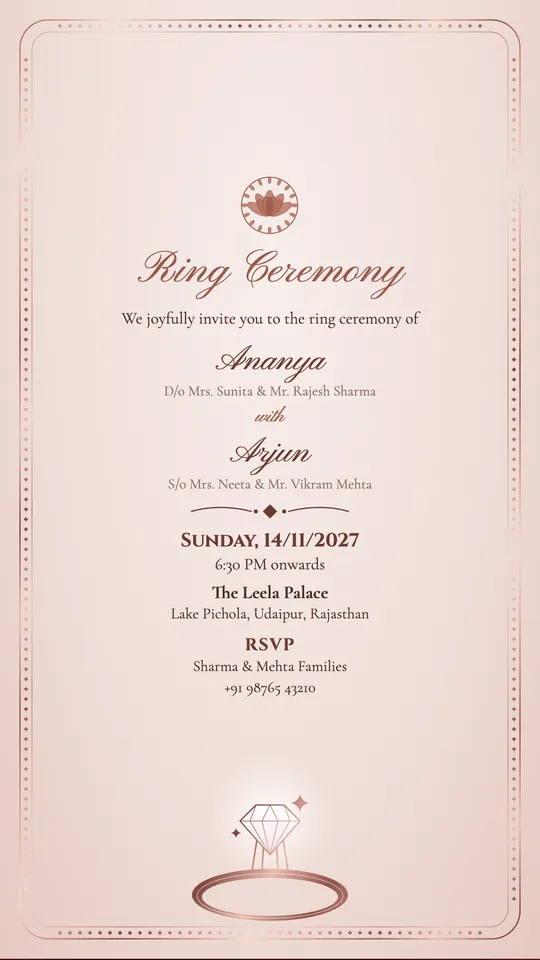 Ring Ceremony
We joyfully invite you to the ring ceremony of
Ananya
D/o Mrs. Sunita & Mr. Rajesh Sharma
with
Arjun
S/o Mrs. Neeta & Mr. Vikram Mehta
Sunday, 14/11/2027
6:30 PM onwards
The Leela Palace
Lake Pichola, Udaipur, Rajasthan
RSVP
Sharma & Mehta Families
+91 98765 43210